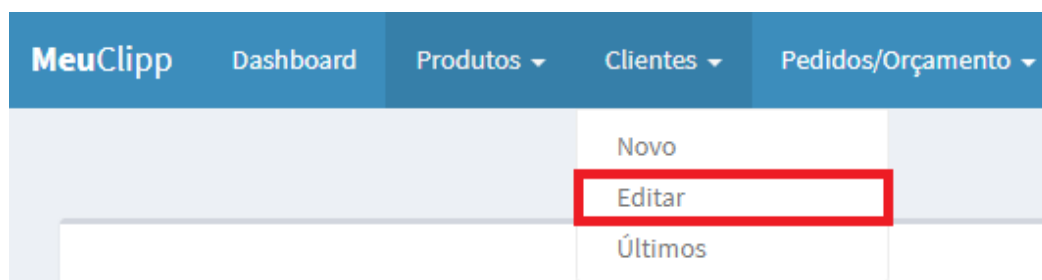 MeuClipp Dashboard Produtos Clientes Pedidos/Orçamento
Novo
Editar
Últimos